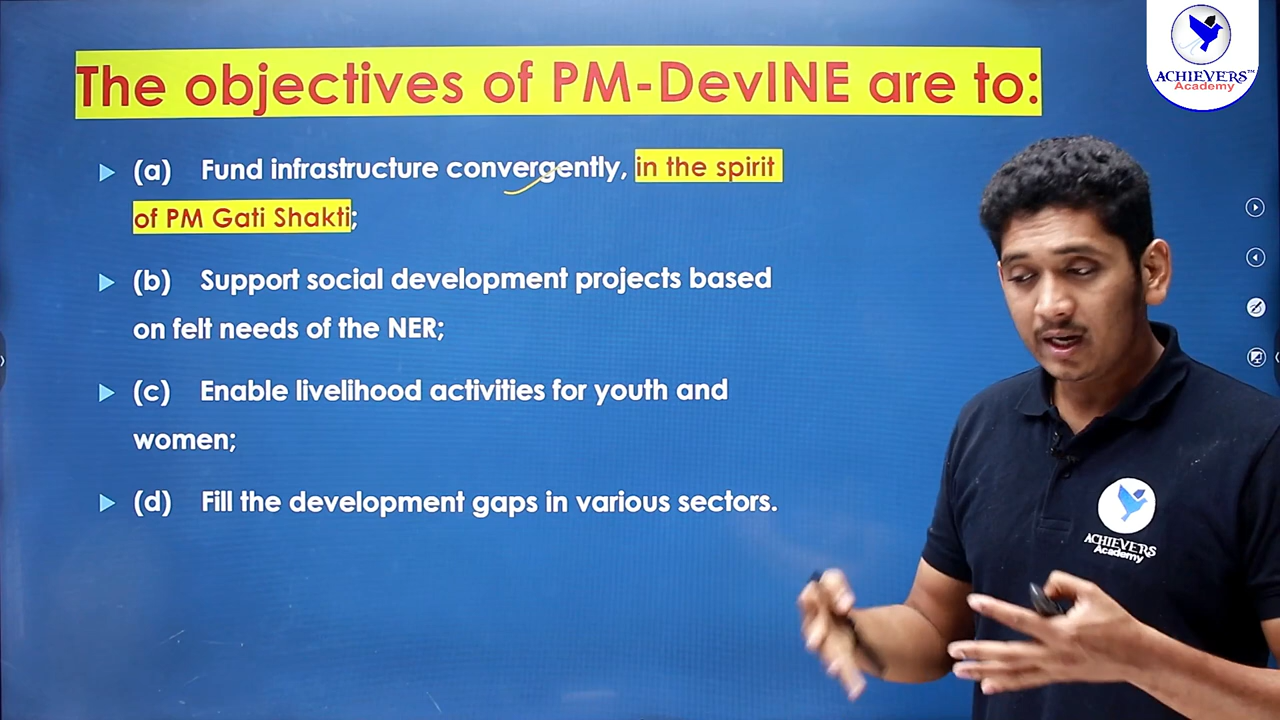 The objectives of PM-DevINE are to:
(a) Fund infrastructure convergently, in the spirit
of PM Gati Shakti;
(b) Support social development projects based
on felt needs of the NER;
(c) Enable livelihood activities for youth and
women;
(d) Fill the development gaps in various sectors.
ACHIEVERS™
Academy
ACHIEVERS
Academy